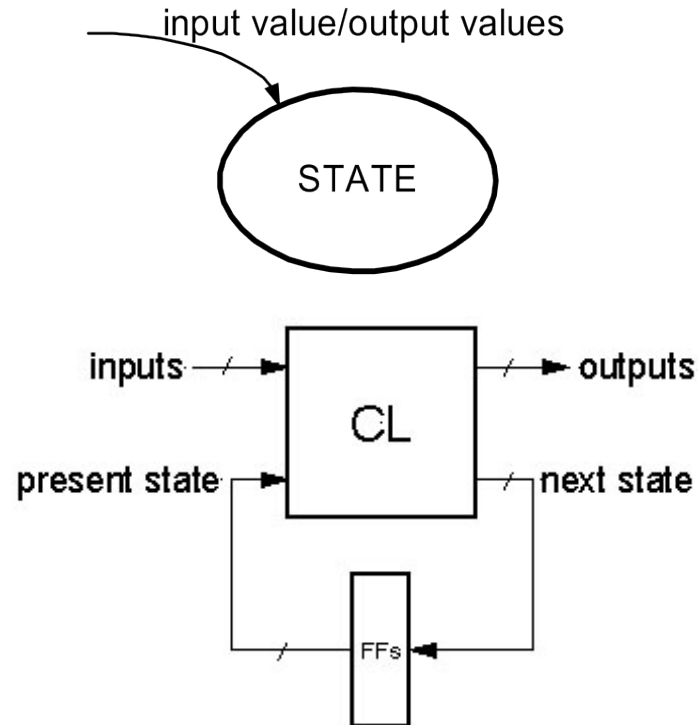 input value/output values
STATE
inputs
outputs
CL
present state
next state
FFs